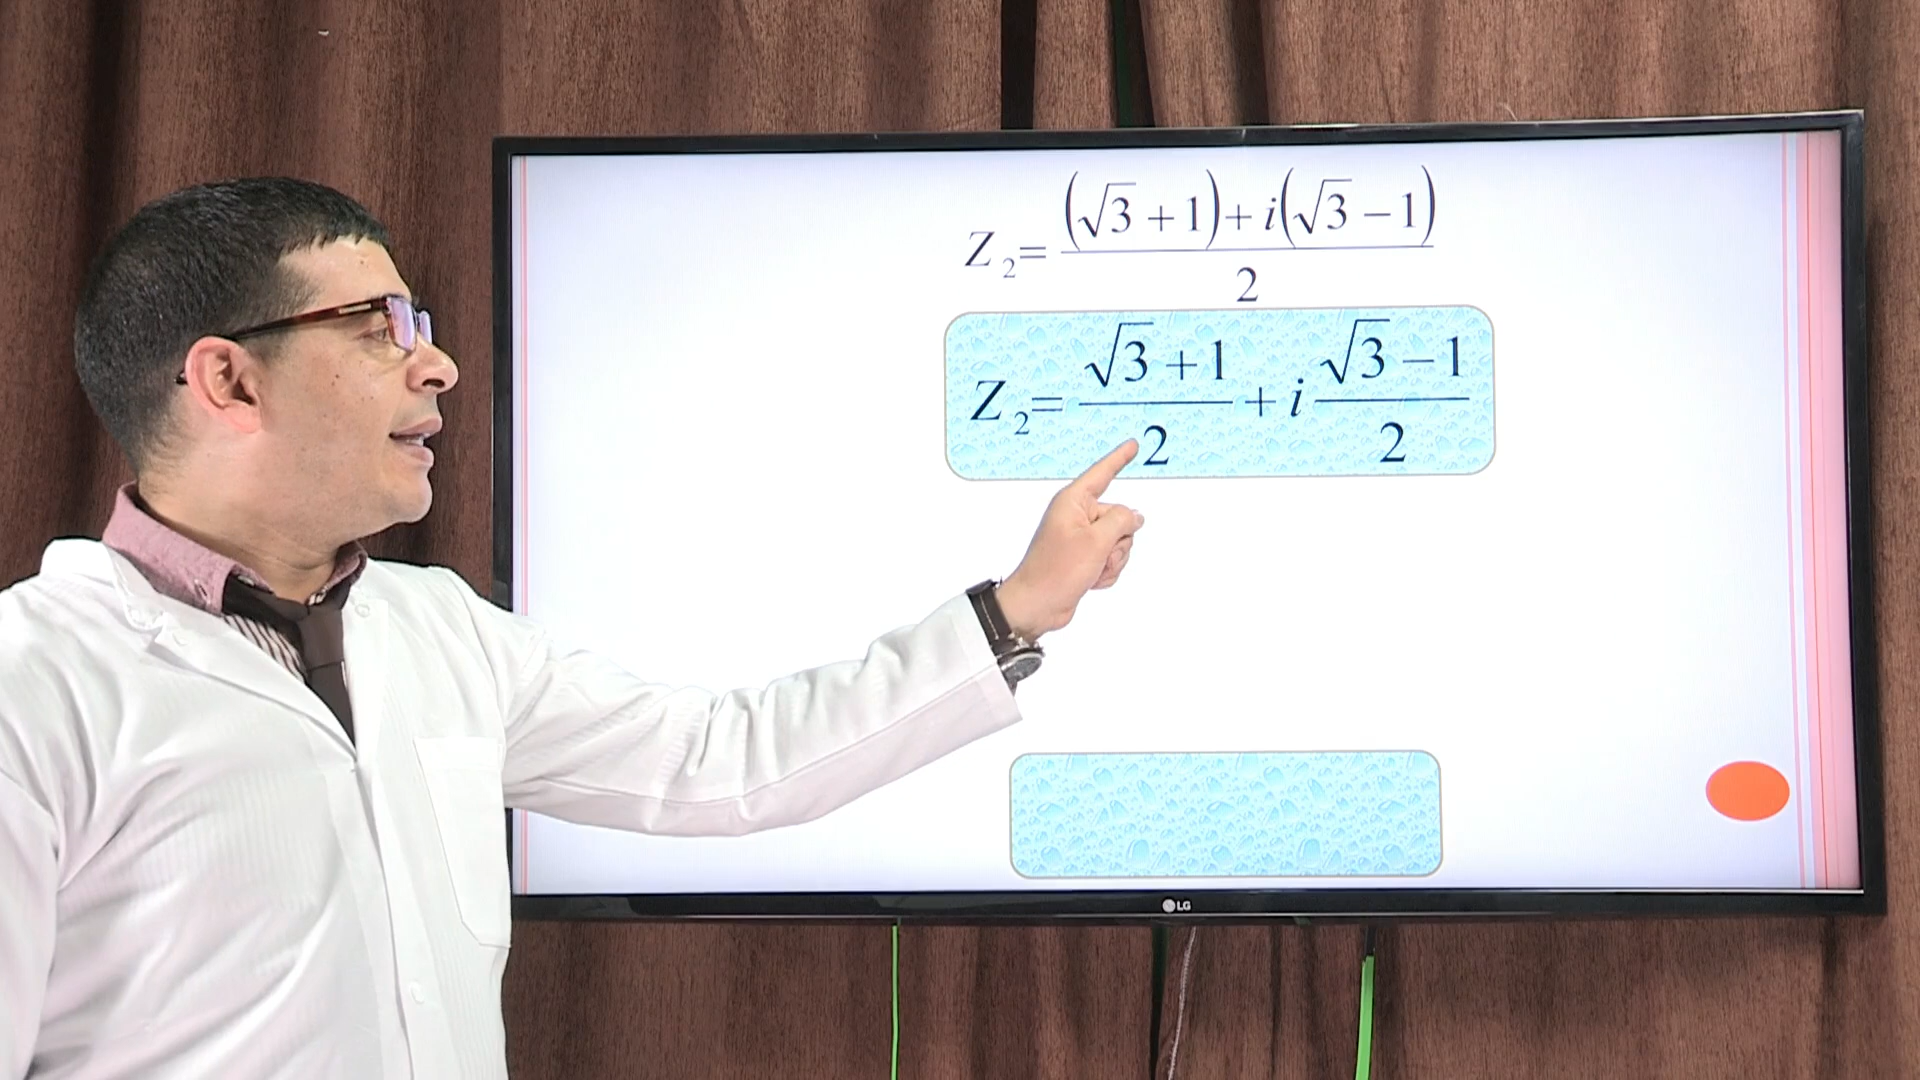 Z₂= ((√3+1)+i(√3−1))/2
Z₂= (√3+1)/2 + i (√3−1)/2
LG